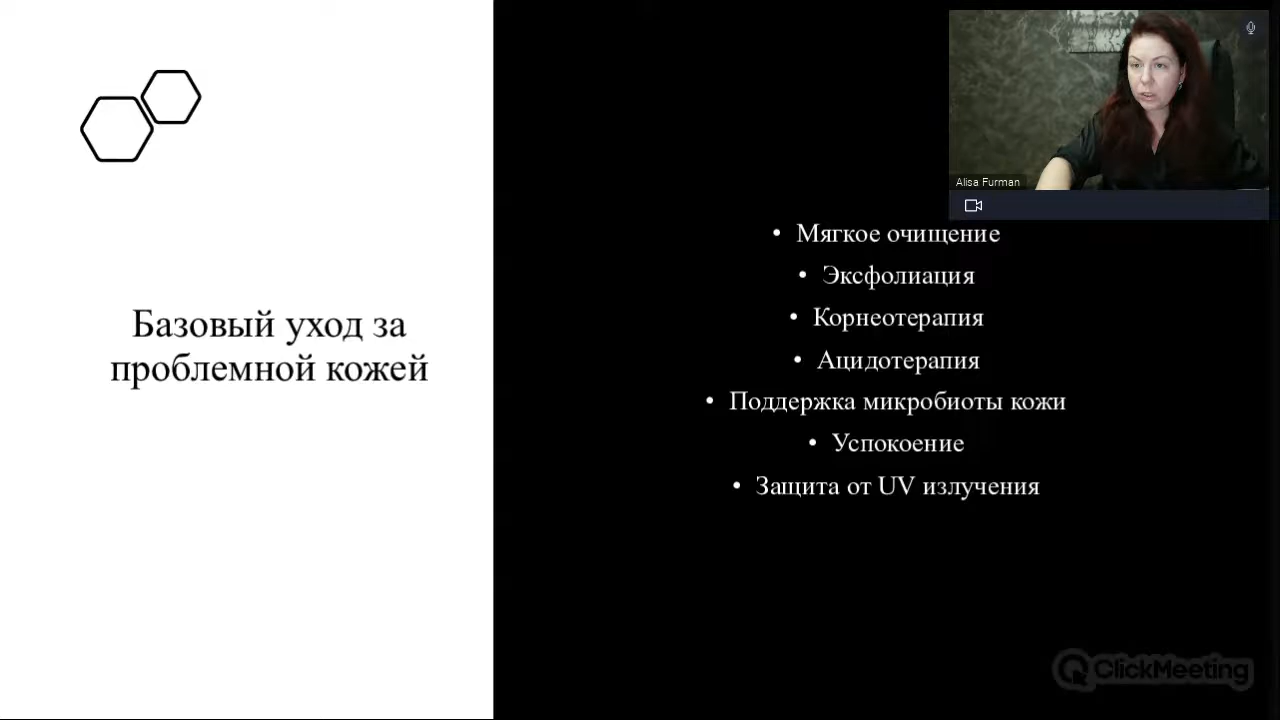 Базовый уход за
проблемной кожей
Alisa Furman
• Мягкое очищение
• Эксфолиация
• Корнеотерапия
• Ацидотерапия
• Поддержка микробиоты кожи
• Успокоение
• Защита от UV излучения
ClickMeeting